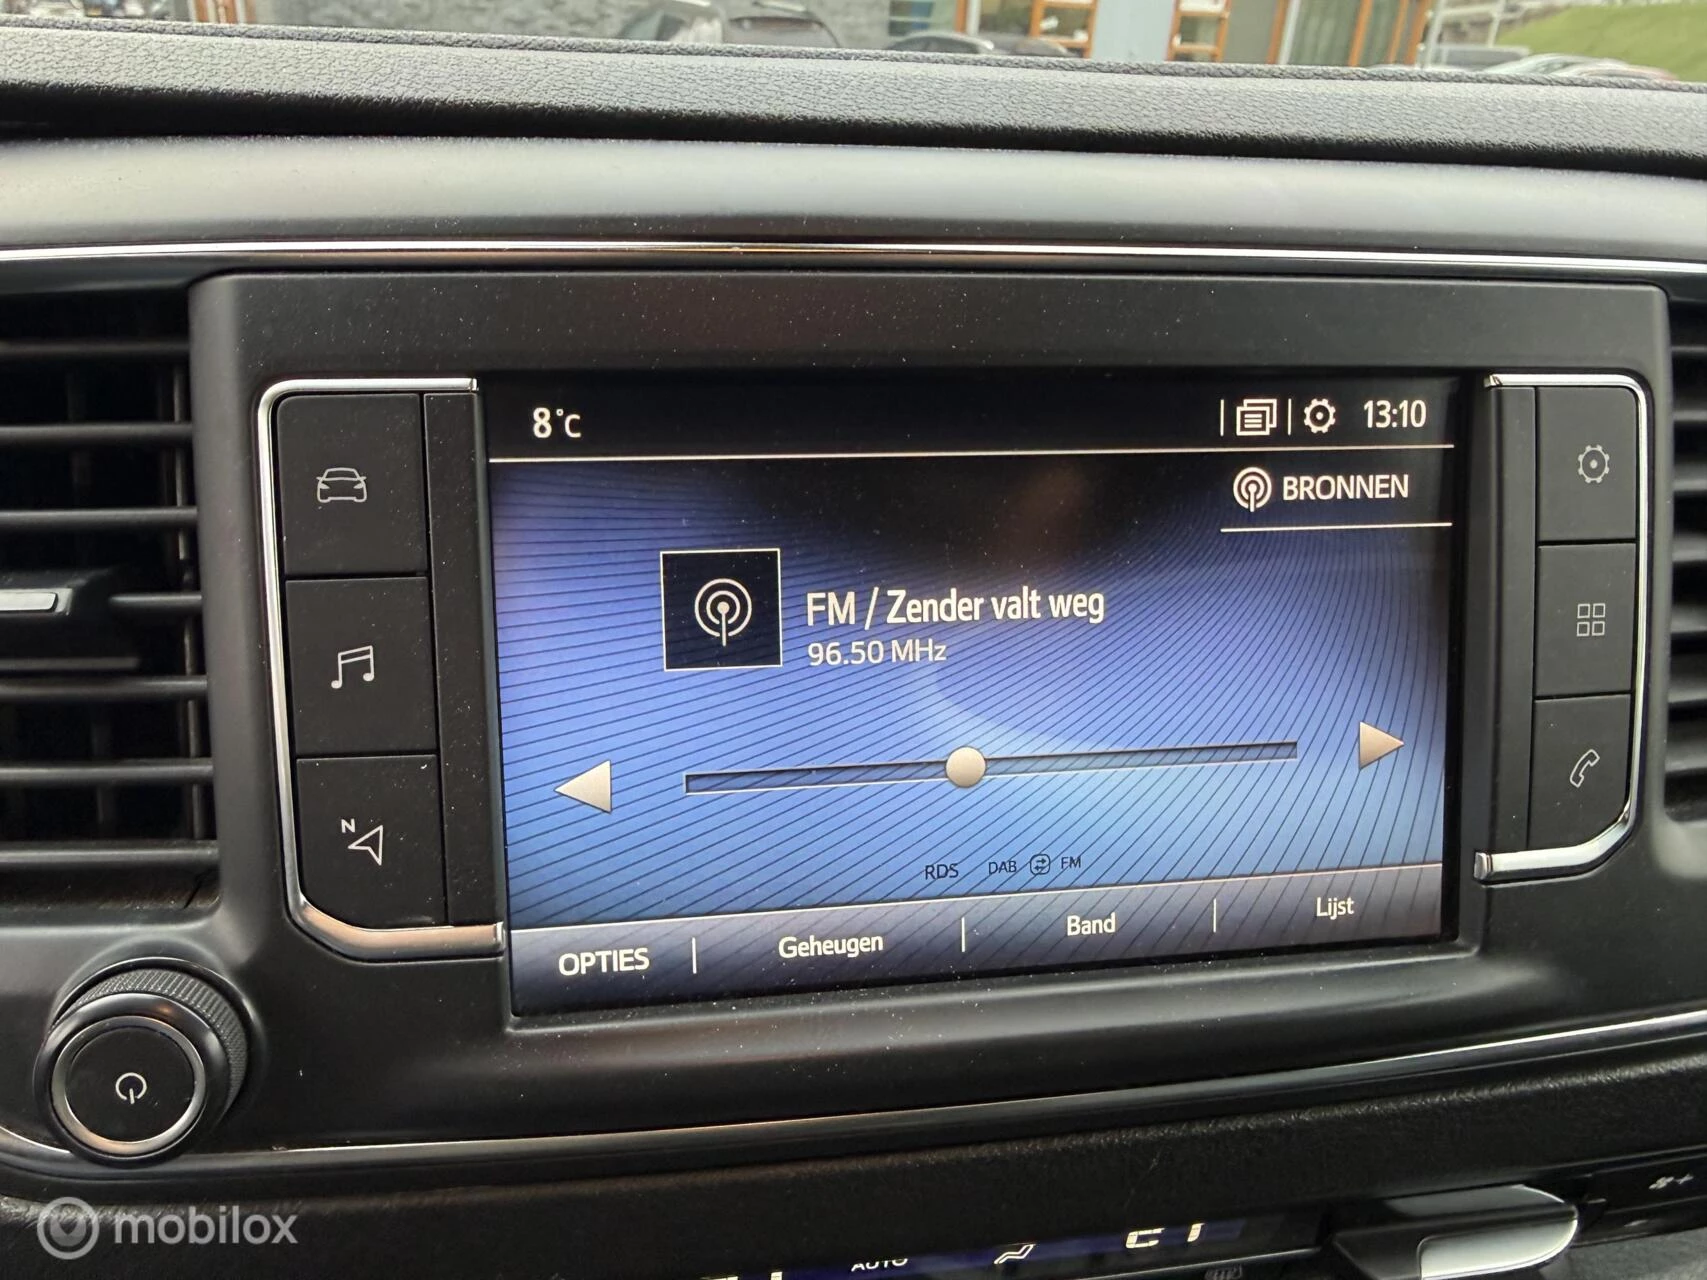 8°C
13:10
BRONNEN
FM / Zender valt weg
96.50 MHz
RDS DAB FM
OPTIES Geheugen Band Lijst
N
AUTO
mobilox